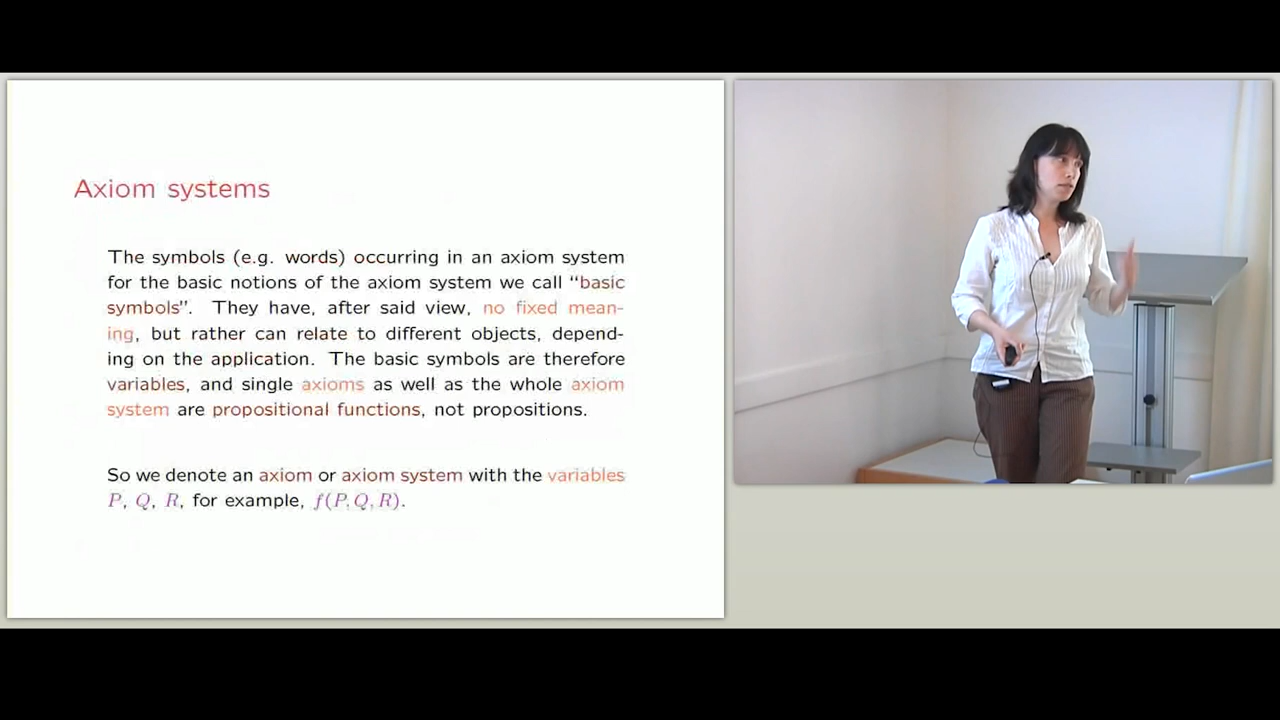 Axiom systems
The symbols (e.g. words) occurring in an axiom system
for the basic notions of the axiom system we call “basic
symbols”. They have, after said view, no fixed mean-
ing, but rather can relate to different objects, depend-
ing on the application. The basic symbols are therefore
variables, and single axioms as well as the whole axiom
system are propositional functions, not propositions.
So we denote an axiom or axiom system with the variables
P, Q, R, for example, f(P, Q, R).